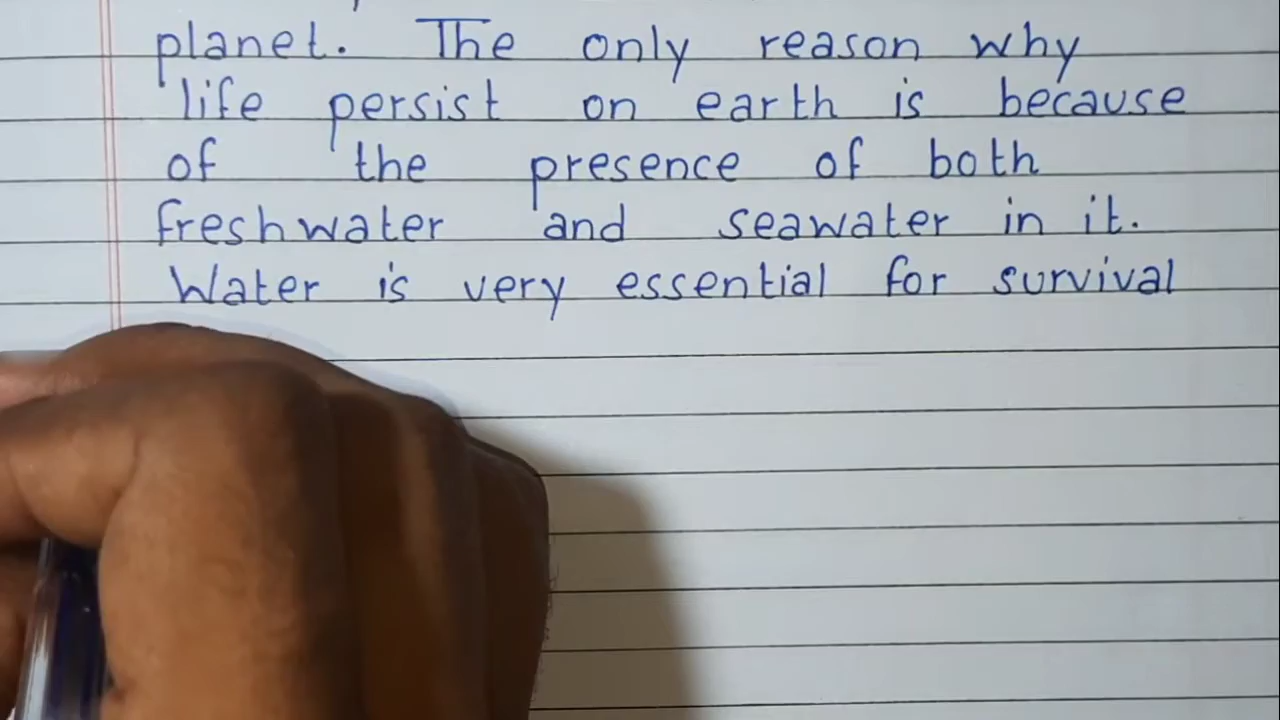 planet. The only reason why
life persist on earth is because
of the presence of both
freshwater and seawater in it.
Water is very essential for survival